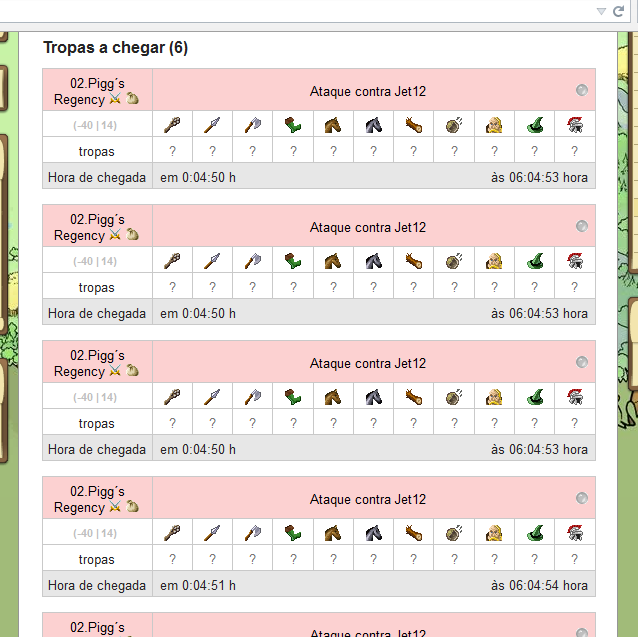 Tropas a chegar (6)
02.Pigg´s
Regency
Ataque contra Jet12
(-40 | 14)
tropas ? ? ? ? ? ? ? ? ? ? ?
Hora de chegada em 0:04:50 h às 06:04:53 hora
02.Pigg´s
Regency
Ataque contra Jet12
(-40 | 14)
tropas ? ? ? ? ? ? ? ? ? ? ?
Hora de chegada em 0:04:50 h às 06:04:53 hora
02.Pigg´s
Regency
Ataque contra Jet12
(-40 | 14)
tropas ? ? ? ? ? ? ? ? ? ? ?
Hora de chegada em 0:04:50 h às 06:04:53 hora
02.Pigg´s
Regency
Ataque contra Jet12
(-40 | 14)
tropas ? ? ? ? ? ? ? ? ? ? ?
Hora de chegada em 0:04:51 h às 06:04:54 hora
02.Pigg´s
Ataque contra Jet12